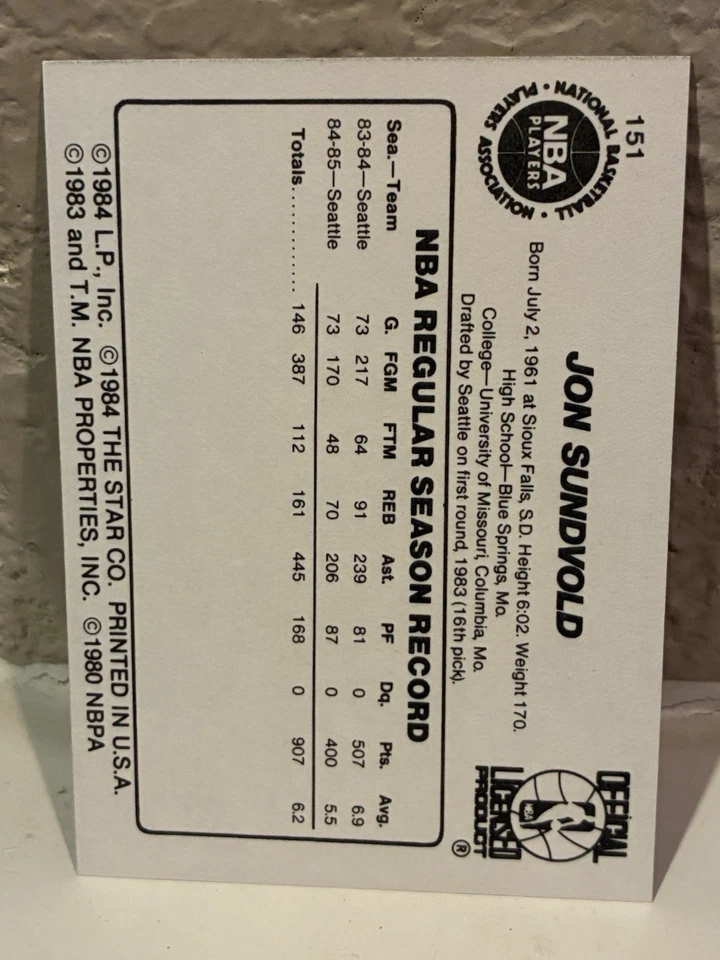 151
NATIONAL BASKETBALL PLAYERS ASSOCIATION
NBA
PLAYERS
JON SUNDVOLD
Born July 2, 1961 at Sioux Falls, S.D. Height 6:02. Weight 170.
High School—Blue Springs, Mo.
College—University of Missouri, Columbia, Mo.
Drafted by Seattle on first round, 1983 (16th pick).
OFFICIAL
NBA
LICENSED
PRODUCT
®
NBA REGULAR SEASON RECORD
Sea.—Team G. FGM FTM REB Ast. PF Dq. Pts. Avg.
83-84—Seattle 73 217 64 91 239 81 0 507 6.9
84-85—Seattle 73 170 48 70 206 87 0 400 5.5
Totals............ 146 387 112 161 445 168 0 907 6.2
©1984 L.P., Inc. ©1984 THE STAR CO. PRINTED IN U.S.A.
©1983 and T.M. NBA PROPERTIES, INC. ©1980 NBPA